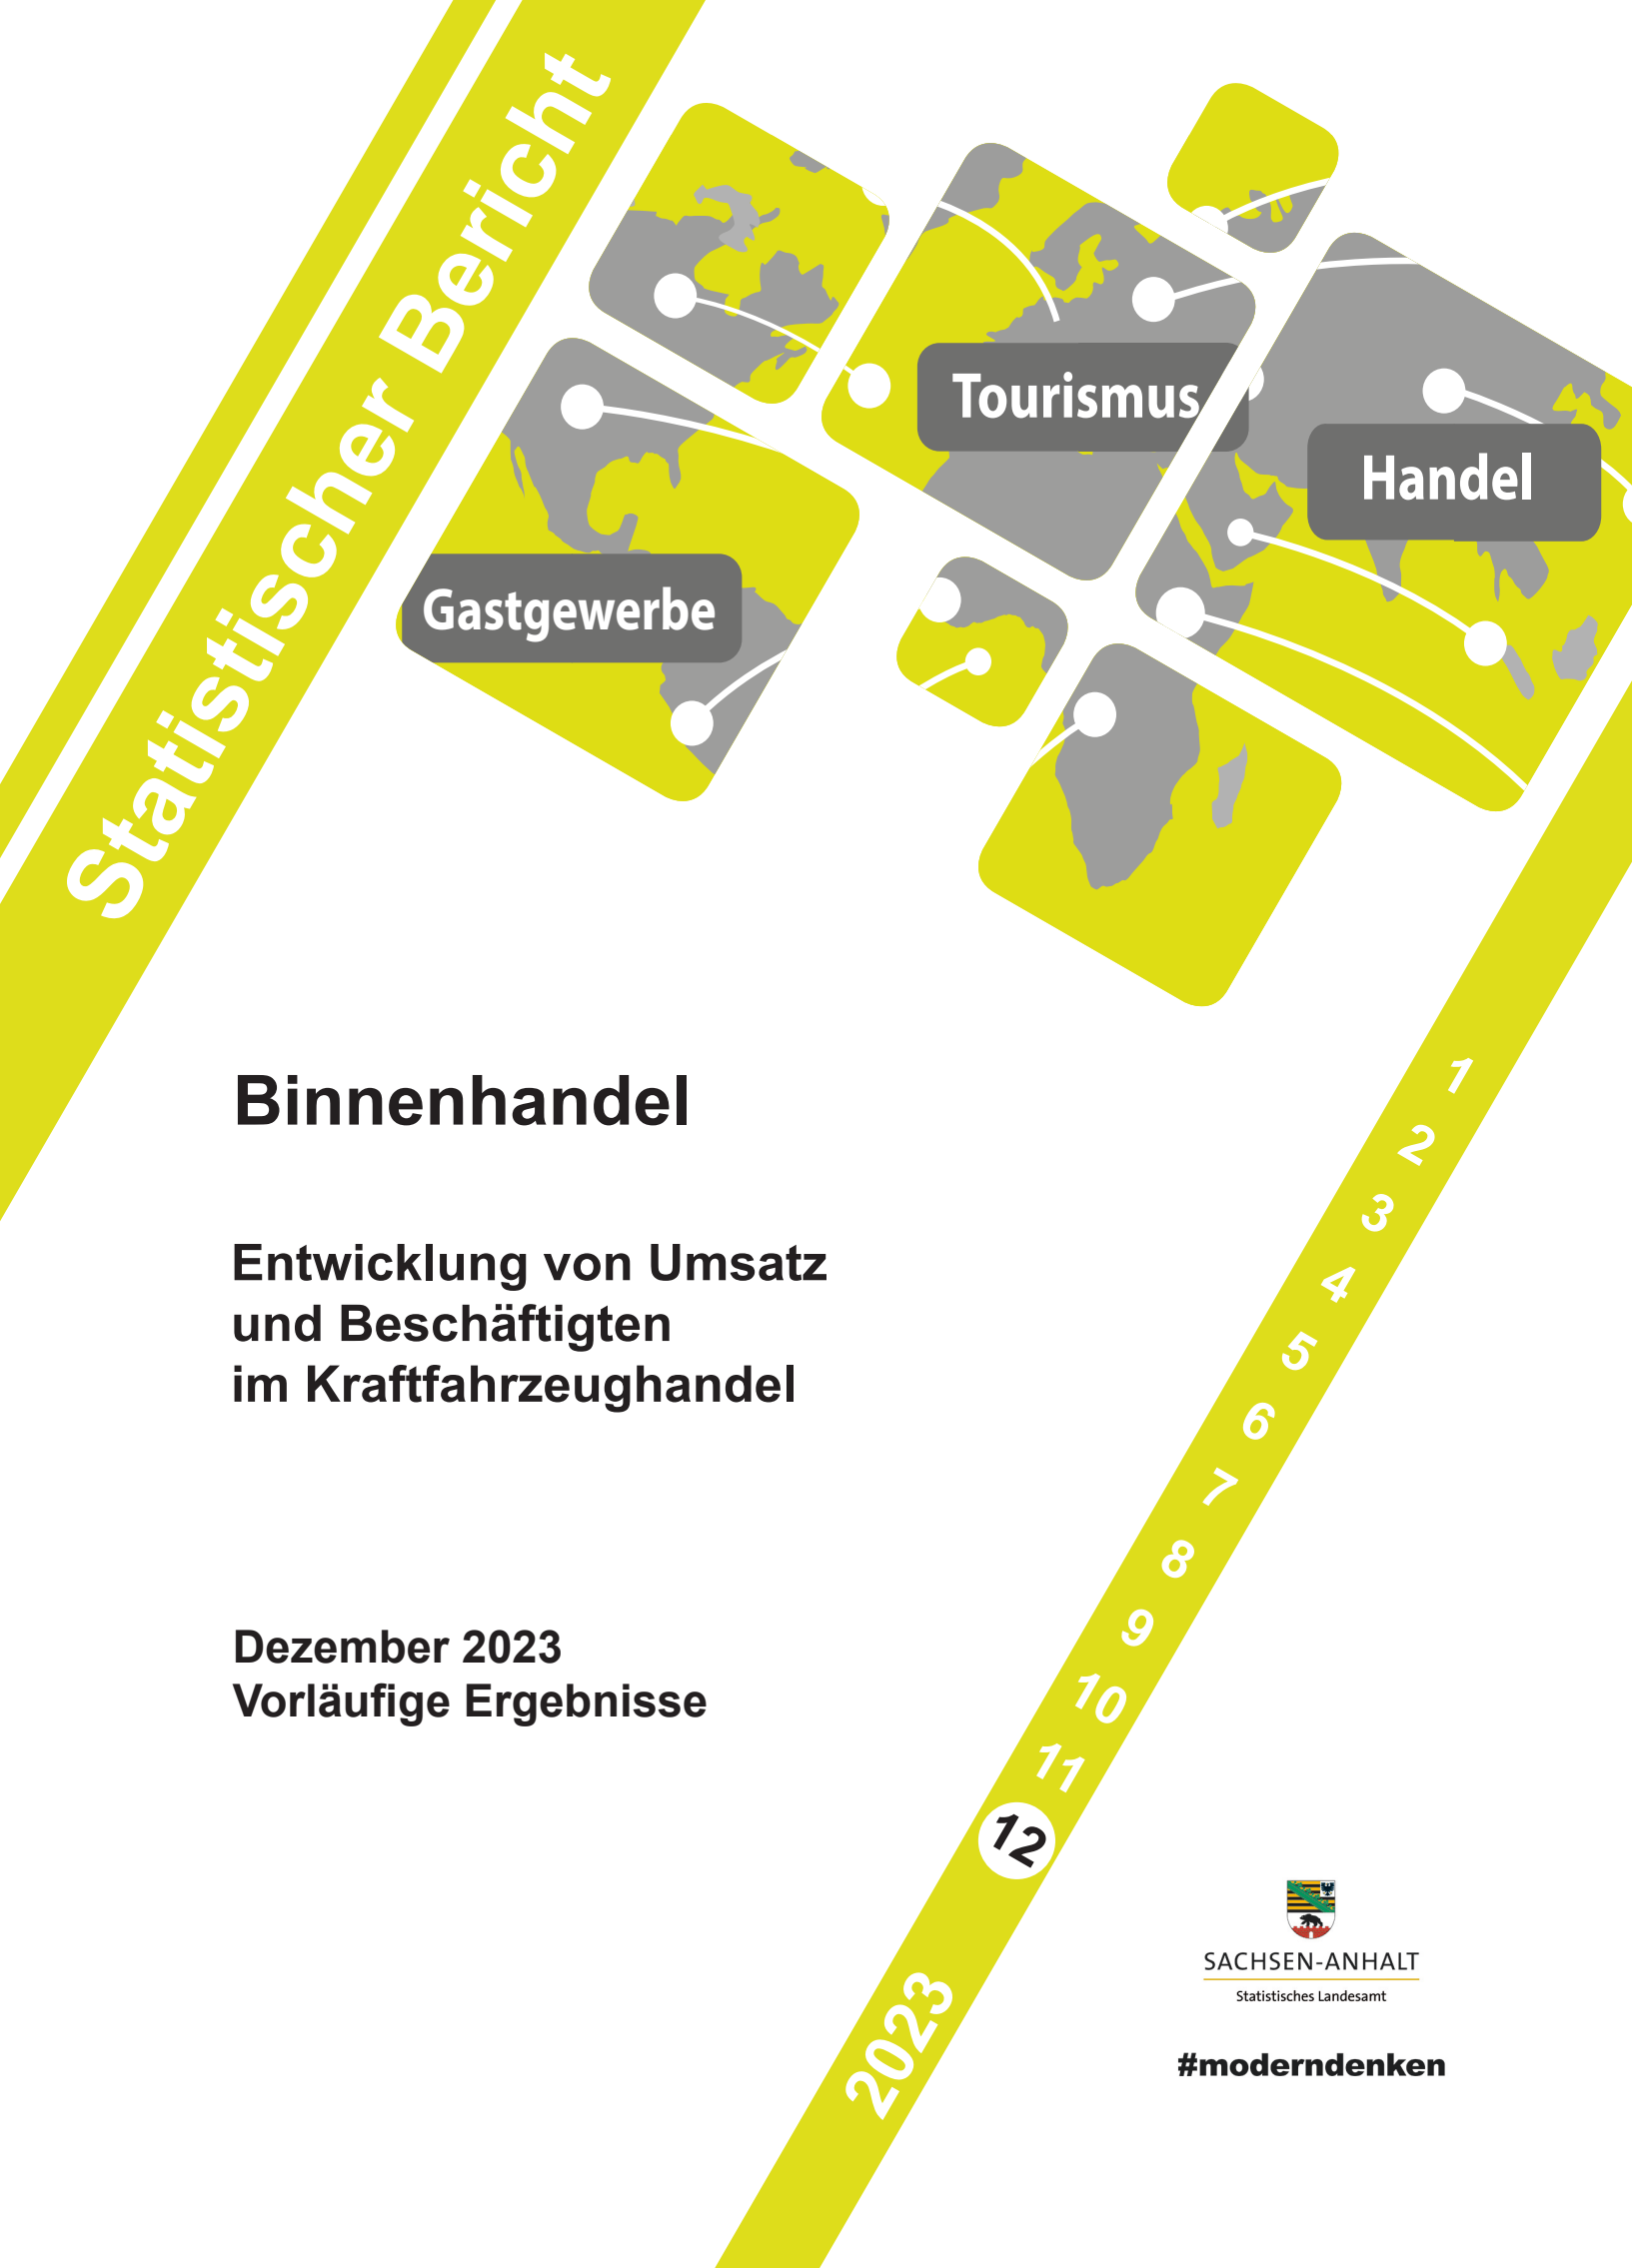 Statistischer Bericht
Tourismus
Handel
Gastgewerbe
Binnenhandel
Entwicklung von Umsatz
und Beschäftigten
im Kraftfahrzeughandel
Dezember 2023
Vorläufige Ergebnisse
1
2
3
4
5
6
7
8
9
10
11
12
2023
SACHSEN-ANHALT
Statistisches Landesamt
#moderndenken